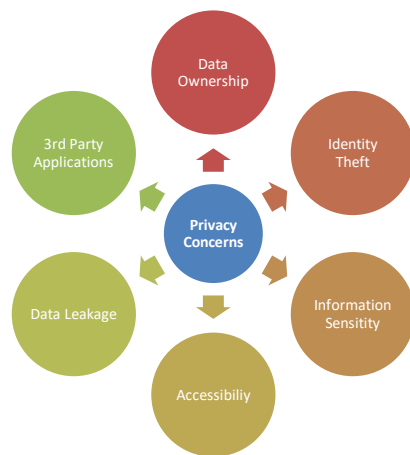 Data
Ownership
3rd Party
Applications
Identity
Theft
Privacy
Concerns
Data Leakage
Information
Sensitity
Accessibiliy